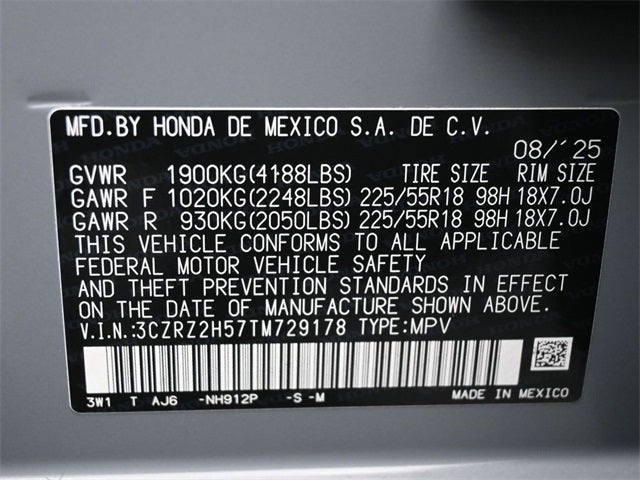 MFD.BY HONDA DE MEXICO S.A. DE C.V.
08/'25
GVWR 1900KG(4188LBS) TIRE SIZE RIM SIZE
GAWR F 1020KG(2248LBS) 225/55R18 98H 18X7.0J
GAWR R 930KG(2050LBS) 225/55R18 98H 18X7.0J
THIS VEHICLE CONFORMS TO ALL APPLICABLE
FEDERAL MOTOR VEHICLE SAFETY
AND THEFT PREVENTION STANDARDS IN EFFECT
ON THE DATE OF MANUFACTURE SHOWN ABOVE.
V.I.N.:3CZRZ2H57TM729178 TYPE:MPV
3W1 T AJ6 -NH912P -S -M MADE IN MEXICO